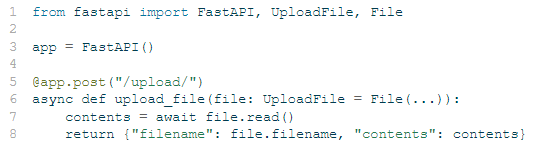 1 from fastapi import FastAPI, UploadFile, File
2
3 app = FastAPI()
4
5 @app.post("/upload/")
6 async def upload_file(file: UploadFile = File(...)):
7     contents = await file.read()
8     return {"filename": file.filename, "contents": contents}